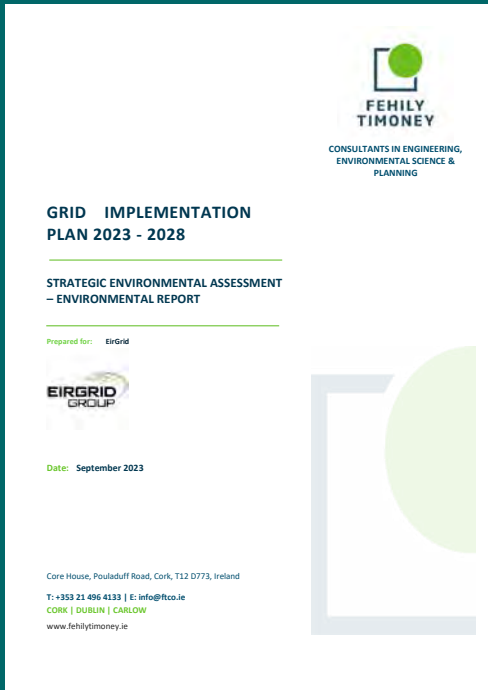 FEHILY
TIMONEY
CONSULTANTS IN ENGINEERING,
ENVIRONMENTAL SCIENCE &
PLANNING
GRID IMPLEMENTATION
PLAN 2023 - 2028
STRATEGIC ENVIRONMENTAL ASSESSMENT
– ENVIRONMENTAL REPORT
Prepared for: EirGrid
EIRGRID
GROUP
Date: September 2023
Core House, Pouladuff Road, Cork, T12 D773, Ireland
T: +353 21 496 4133 | E: info@ftco.ie
CORK | DUBLIN | CARLOW
www.fehilytimoney.ie